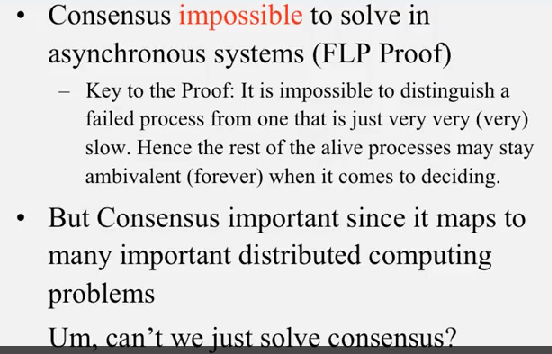 • Consensus impossible to solve in
asynchronous systems (FLP Proof)
– Key to the Proof: It is impossible to distinguish a
failed process from one that is just very very (very)
slow. Hence the rest of the alive processes may stay
ambivalent (forever) when it comes to deciding.
• But Consensus important since it maps to
many important distributed computing
problems
Um, can't we just solve consensus?